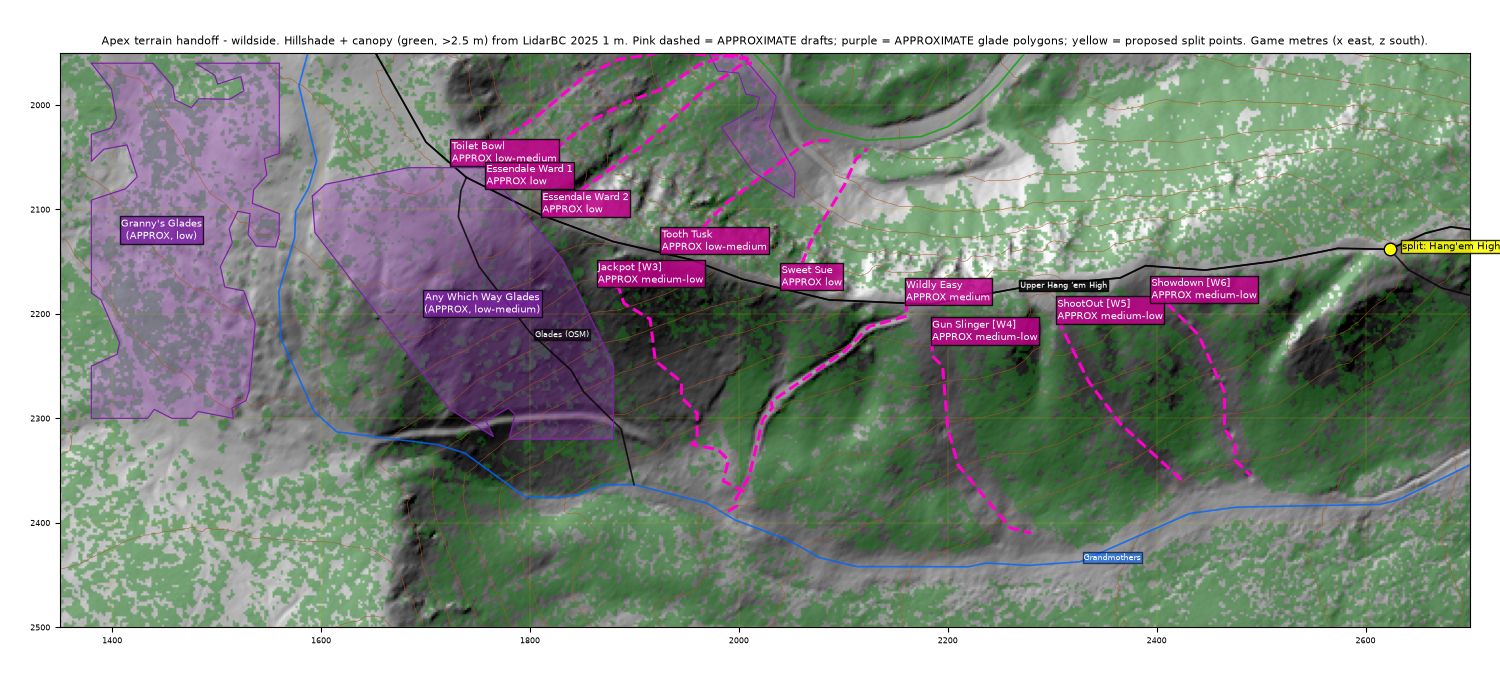 Apex terrain handoff - wildside. Hillshade + canopy (green, >2.5 m) from LidarBC 2025 1 m. Pink dashed = APPROXIMATE drafts; purple = APPROXIMATE glade polygons; yellow = proposed split points. Game metres (x east, z south).
2000
2100
2200
2300
2400
2500
Toilet Bowl
APPROX low-medium
Essendale Ward 1
APPROX low
Essendale Ward 2
APPROX low
Granny's Glades
(APPROX, low)
Tooth Tusk
APPROX low-medium
split: Hang'em High
Jackpot [W3]
APPROX medium-low
Sweet Sue
APPROX low
Wildly Easy
APPROX medium
Upper Hang 'em High
Showdown [W6]
APPROX medium-low
Any Which Way Glades
(APPROX, low-medium)
ShootOut [W5]
APPROX medium-low
Gun Slinger [W4]
APPROX medium-low
Glades (OSM)
Grandmothers
1400
1600
1800
2000
2200
2400
2600